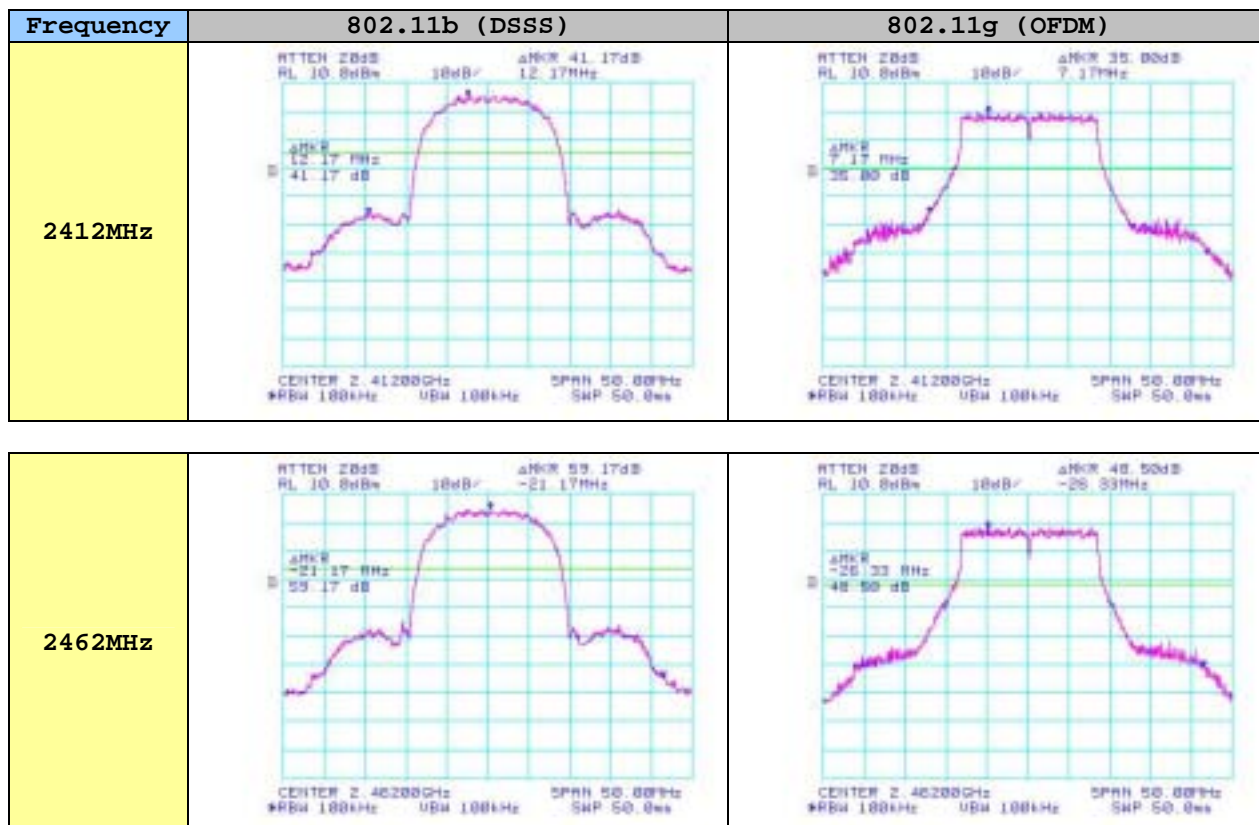 Frequency 802.11b (DSSS) 802.11g (OFDM)
2412MHz
ATTEN 20dB ΔMKR 41.17dB
RL 10.8dBm 10dB/ 12.17MHz
ΔMKR
12.17 MHz
41.17 dB
CENTER 2.41200GHz SPAN 50.00MHz
*RBW 100kHz VBW 100kHz SWP 50.0ms
ATTEN 20dB ΔMKR 35.00dB
RL 10.8dBm 10dB/ 7.17MHz
ΔMKR
7.17 MHz
35.00 dB
CENTER 2.41200GHz SPAN 50.00MHz
*RBW 100kHz VBW 100kHz SWP 50.0ms
2462MHz
ATTEN 20dB ΔMKR 59.17dB
RL 10.8dBm 10dB/ -21.17MHz
ΔMKR
-21.17 MHz
59.17 dB
CENTER 2.46200GHz SPAN 50.00MHz
*RBW 100kHz VBW 100kHz SWP 50.0ms
ATTEN 20dB ΔMKR 48.50dB
RL 10.8dBm 10dB/ -26.33MHz
ΔMKR
-26.33 MHz
48.50 dB
CENTER 2.46200GHz SPAN 50.00MHz
*RBW 100kHz VBW 100kHz SWP 50.0ms